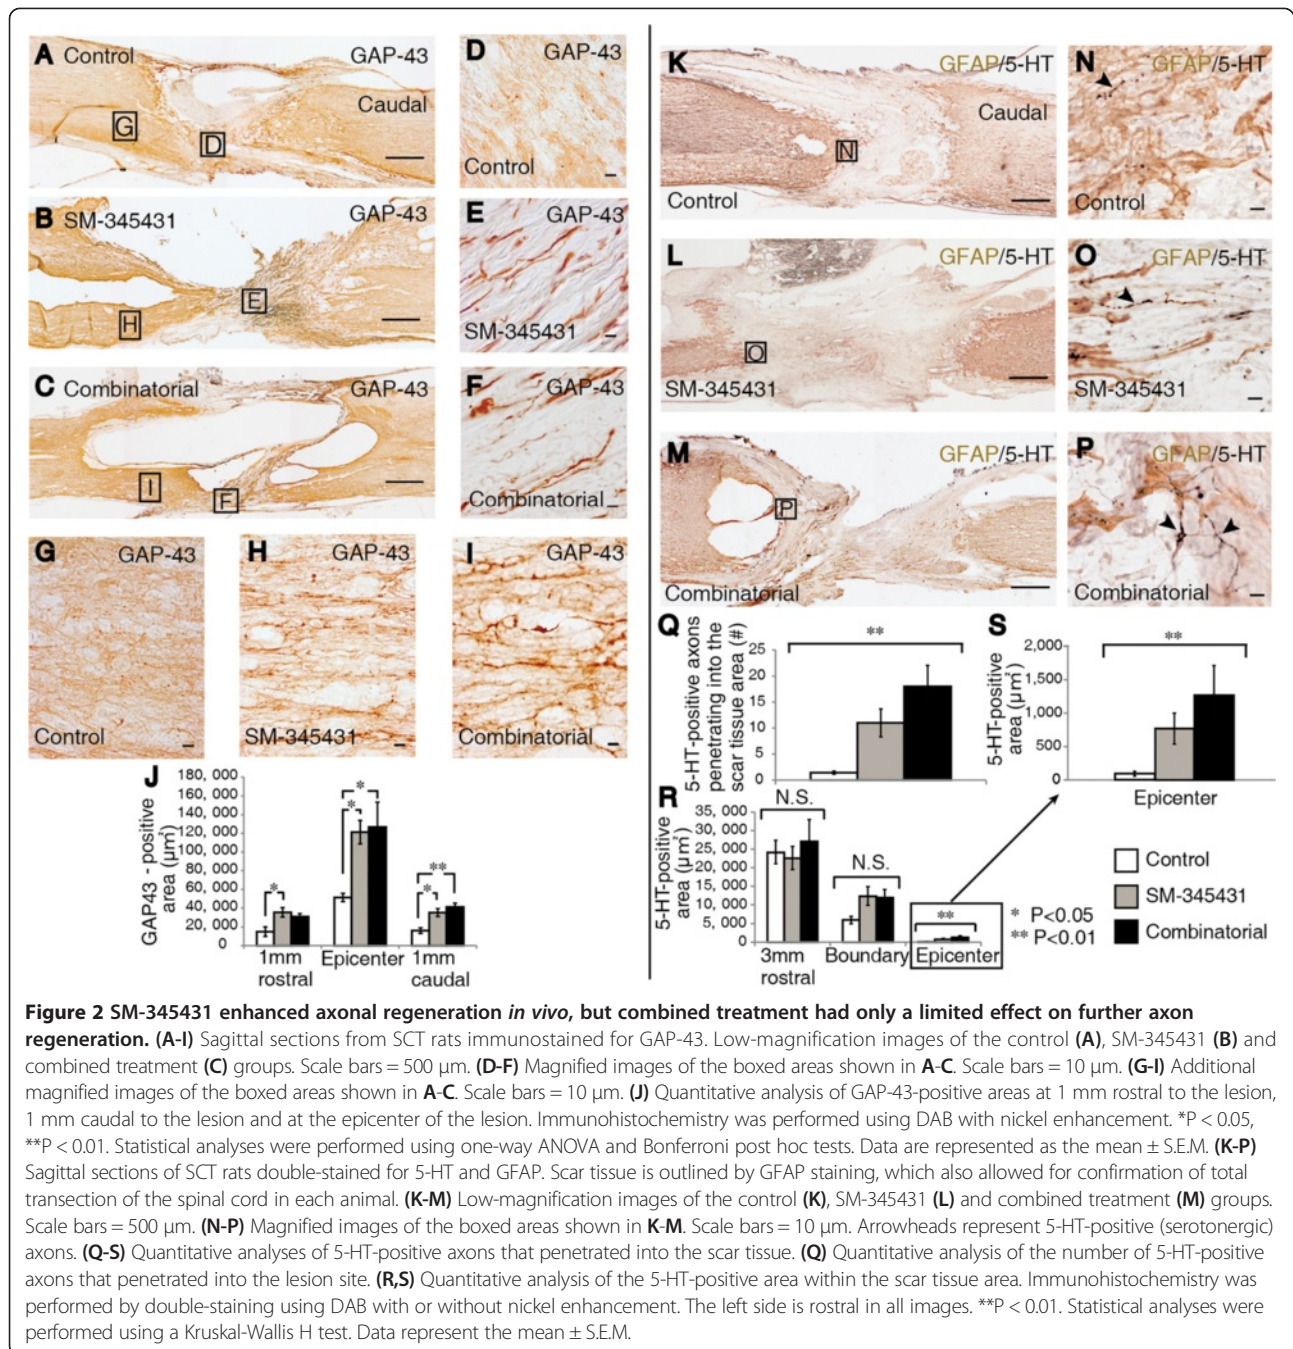 A Control GAP-43
Caudal
G
D
B SM-345431 GAP-43
E
H
C Combinatorial GAP-43
I
F
D GAP-43
Control
E GAP-43
SM-345431
F GAP-43
Combinatorial
G GAP-43
Control
H GAP-43
SM-345431
I GAP-43
Combinatorial
J
GAP43 - positive
area (µm²)
180, 000
160, 000
140, 000
120, 000
100, 000
80, 000
60, 000
40, 000
20, 000
0
*
*
*
*
**
1mm
rostral
Epicenter
1mm
caudal
K GFAP/5-HT
Caudal
N
Control
L GFAP/5-HT
O
SM-345431
M GFAP/5-HT
P
Combinatorial
N GFAP/5-HT
Control
O GFAP/5-HT
SM-345431
P GFAP/5-HT
Combinatorial
Q
5-HT-positive axons
penetrating into the
scar tissue area (#)
25
20
15
10
5
0
**
S
5-HT-positive
area (µm²)
2,000
1,500
1,000
500
0
**
Epicenter
R
5-HT-positive
area (µm²)
35, 000
30, 000
25, 000
20, 000
15, 000
10, 000
5, 000
0
N.S.
N.S.
**
3mm
rostral
Boundary
Epicenter
* P<0.05
** P<0.01
Control
SM-345431
Combinatorial
Figure 2 SM-345431 enhanced axonal regeneration in vivo, but combined treatment had only a limited effect on further axon
regeneration. (A-I) Sagittal sections from SCT rats immunostained for GAP-43. Low-magnification images of the control (A), SM-345431 (B) and
combined treatment (C) groups. Scale bars = 500 µm. (D-F) Magnified images of the boxed areas shown in A-C. Scale bars = 10 µm. (G-I) Additional
magnified images of the boxed areas shown in A-C. Scale bars = 10 µm. (J) Quantitative analysis of GAP-43-positive areas at 1 mm rostral to the lesion,
1 mm caudal to the lesion and at the epicenter of the lesion. Immunohistochemistry was performed using DAB with nickel enhancement. *P < 0.05,
**P < 0.01. Statistical analyses were performed using one-way ANOVA and Bonferroni post hoc tests. Data are represented as the mean ± S.E.M. (K-P)
Sagittal sections of SCT rats double-stained for 5-HT and GFAP. Scar tissue is outlined by GFAP staining, which also allowed for confirmation of total
transection of the spinal cord in each animal. (K-M) Low-magnification images of the control (K), SM-345431 (L) and combined treatment (M) groups.
Scale bars = 500 µm. (N-P) Magnified images of the boxed areas shown in K-M. Scale bars = 10 µm. Arrowheads represent 5-HT-positive (serotonergic)
axons. (Q-S) Quantitative analyses of 5-HT-positive axons that penetrated into the scar tissue. (Q) Quantitative analysis of the number of 5-HT-positive
axons that penetrated into the lesion site. (R,S) Quantitative analysis of the 5-HT-positive area within the scar tissue area. Immunohistochemistry was
performed by double-staining using DAB with or without nickel enhancement. The left side is rostral in all images. **P < 0.01. Statistical analyses were
performed using a Kruskal-Wallis H test. Data represent the mean ± S.E.M.